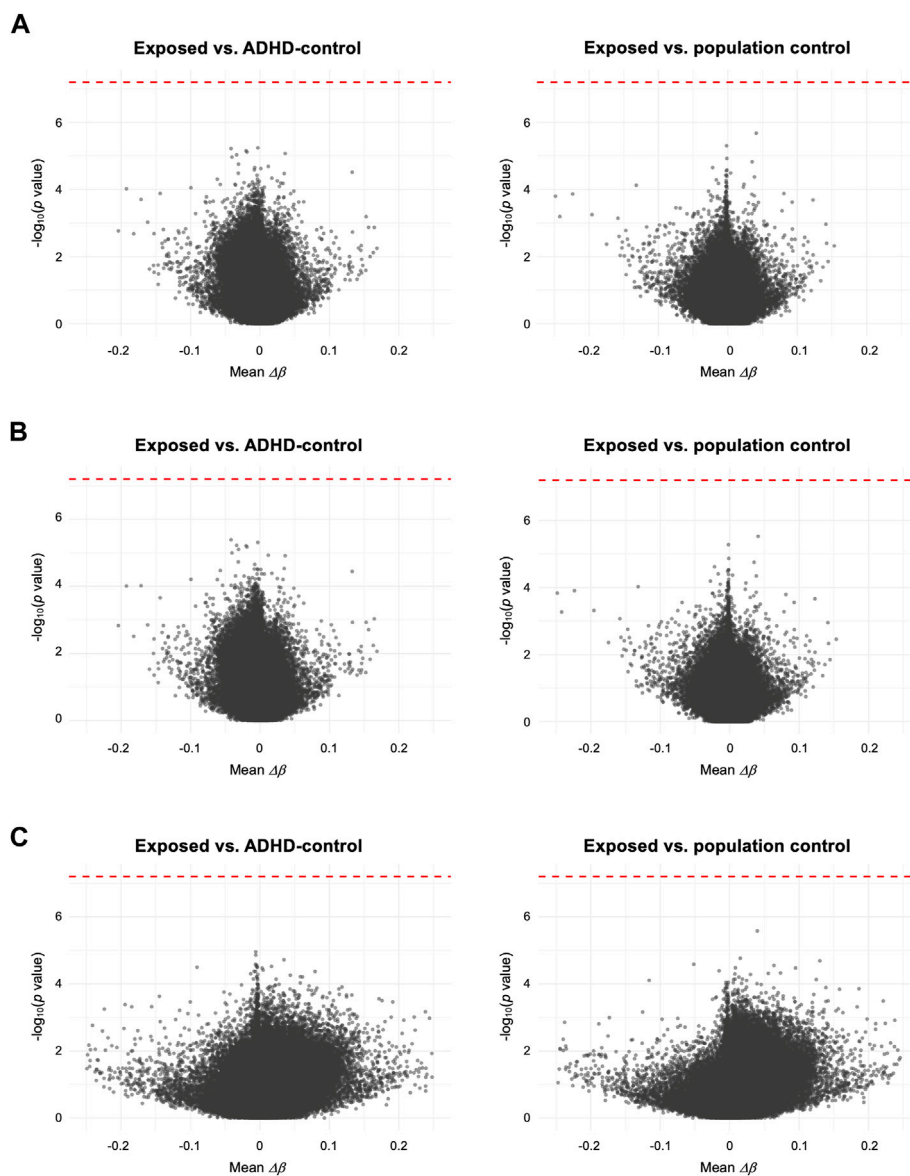 A
Exposed vs. ADHD-control
Exposed vs. population control
-log₁₀(p value)
6
4
2
0
-0.2 -0.1 0 0.1 0.2
Mean Δβ
-log₁₀(p value)
6
4
2
0
-0.2 -0.1 0 0.1 0.2
Mean Δβ
B
Exposed vs. ADHD-control
Exposed vs. population control
-log₁₀(p value)
6
4
2
0
-0.2 -0.1 0 0.1 0.2
Mean Δβ
-log₁₀(p value)
6
4
2
0
-0.2 -0.1 0 0.1 0.2
Mean Δβ
C
Exposed vs. ADHD-control
Exposed vs. population control
-log₁₀(p value)
6
4
2
0
-0.2 -0.1 0 0.1 0.2
Mean Δβ
-log₁₀(p value)
6
4
2
0
-0.2 -0.1 0 0.1 0.2
Mean Δβ